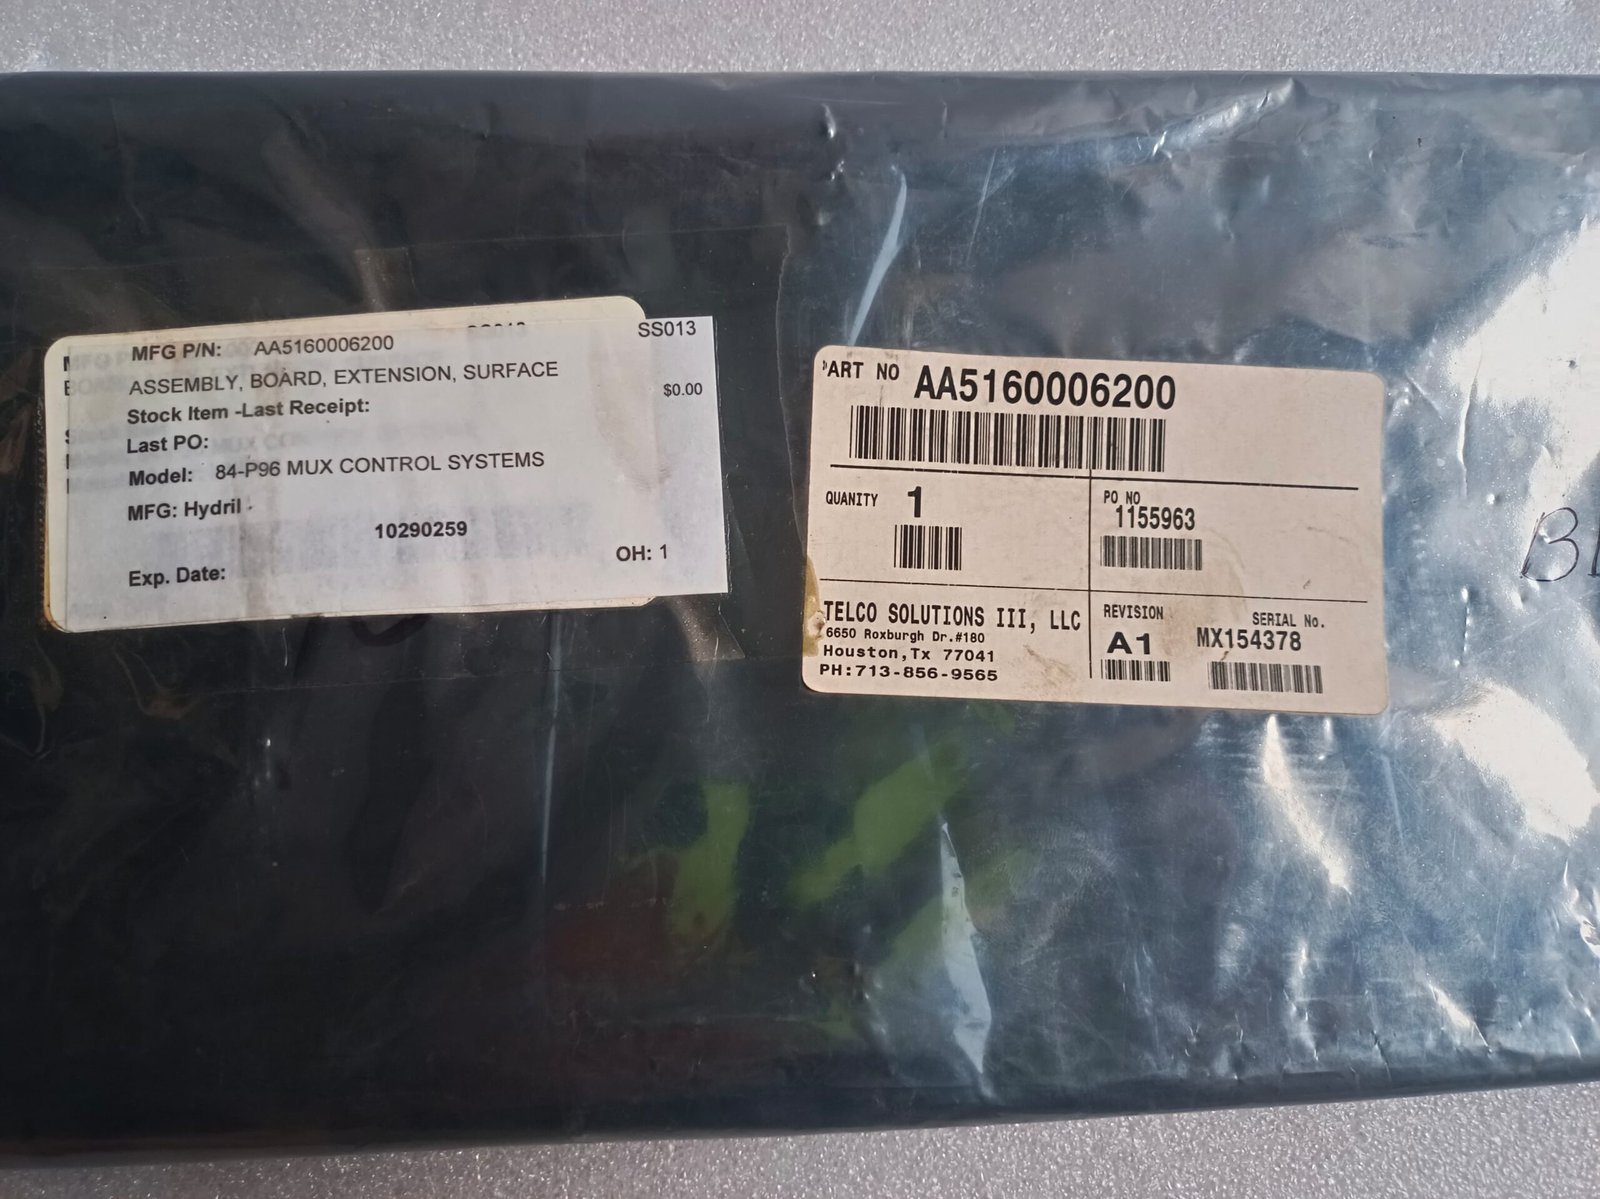 SS013
MFG P/N: AA5160006200
ASSEMBLY, BOARD, EXTENSION, SURFACE
$0.00
Stock Item -Last Receipt:
Last PO:
Model: 84-P96 MUX CONTROL SYSTEMS
MFG: Hydril
10290259
OH: 1
Exp. Date:
PART NO AA5160006200
QUANITY 1
PO NO
1155963
TELCO SOLUTIONS III, LLC
6650 Roxburgh Dr.#180
Houston,Tx 77041
PH:713-856-9565
REVISION
A1
SERIAL No.
MX154378